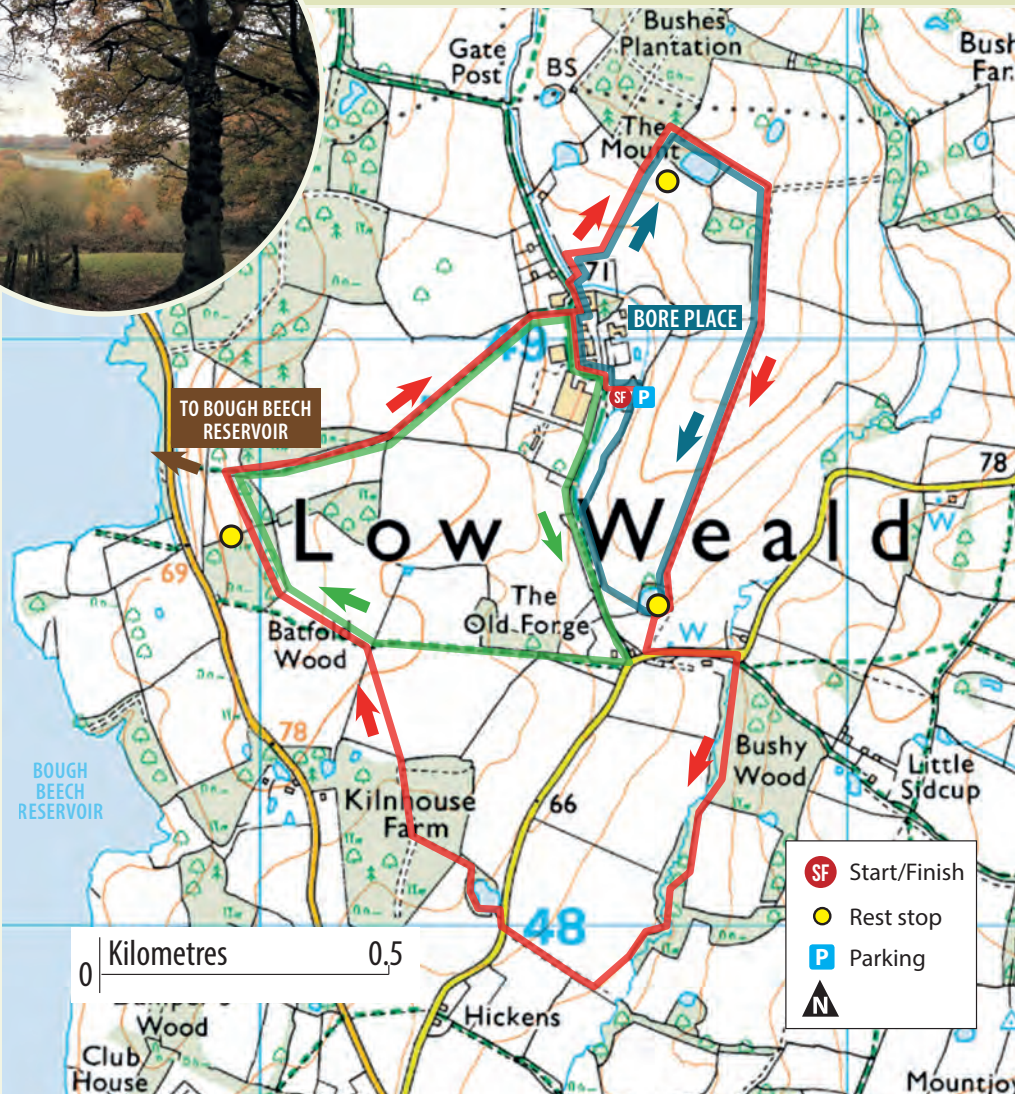 Bushes
Plantation
Gate
Post
BS
Bush
Far
The
Mount
71
BORE PLACE
49
SF P
TO BOUGH BEECH
RESERVOIR
78
Low Weald
W
69
The
Old Forge
Batfold
Wood
W
78
Bushy
Wood
Little
Sidcup
BOUGH
BEECH
RESERVOIR
Kilnhouse
Farm
66
SF Start/Finish
Rest stop
P Parking
N
48
Kilometres
0 0.5
Wood
Hickens
Club
House
Mountjoy